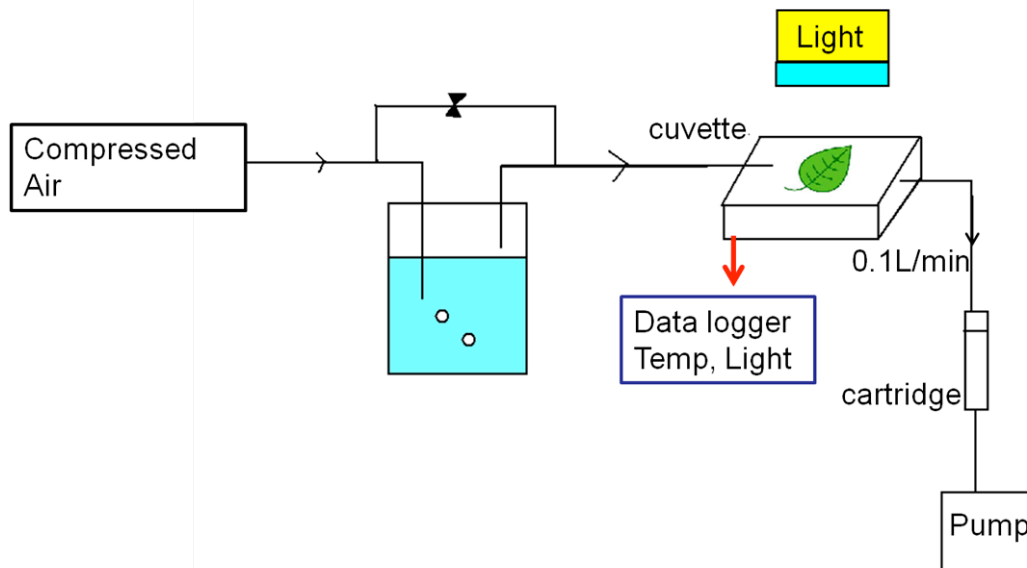 Light
Compressed
Air
cuvette
0.1L/min
Data logger
Temp, Light
cartridge
Pump